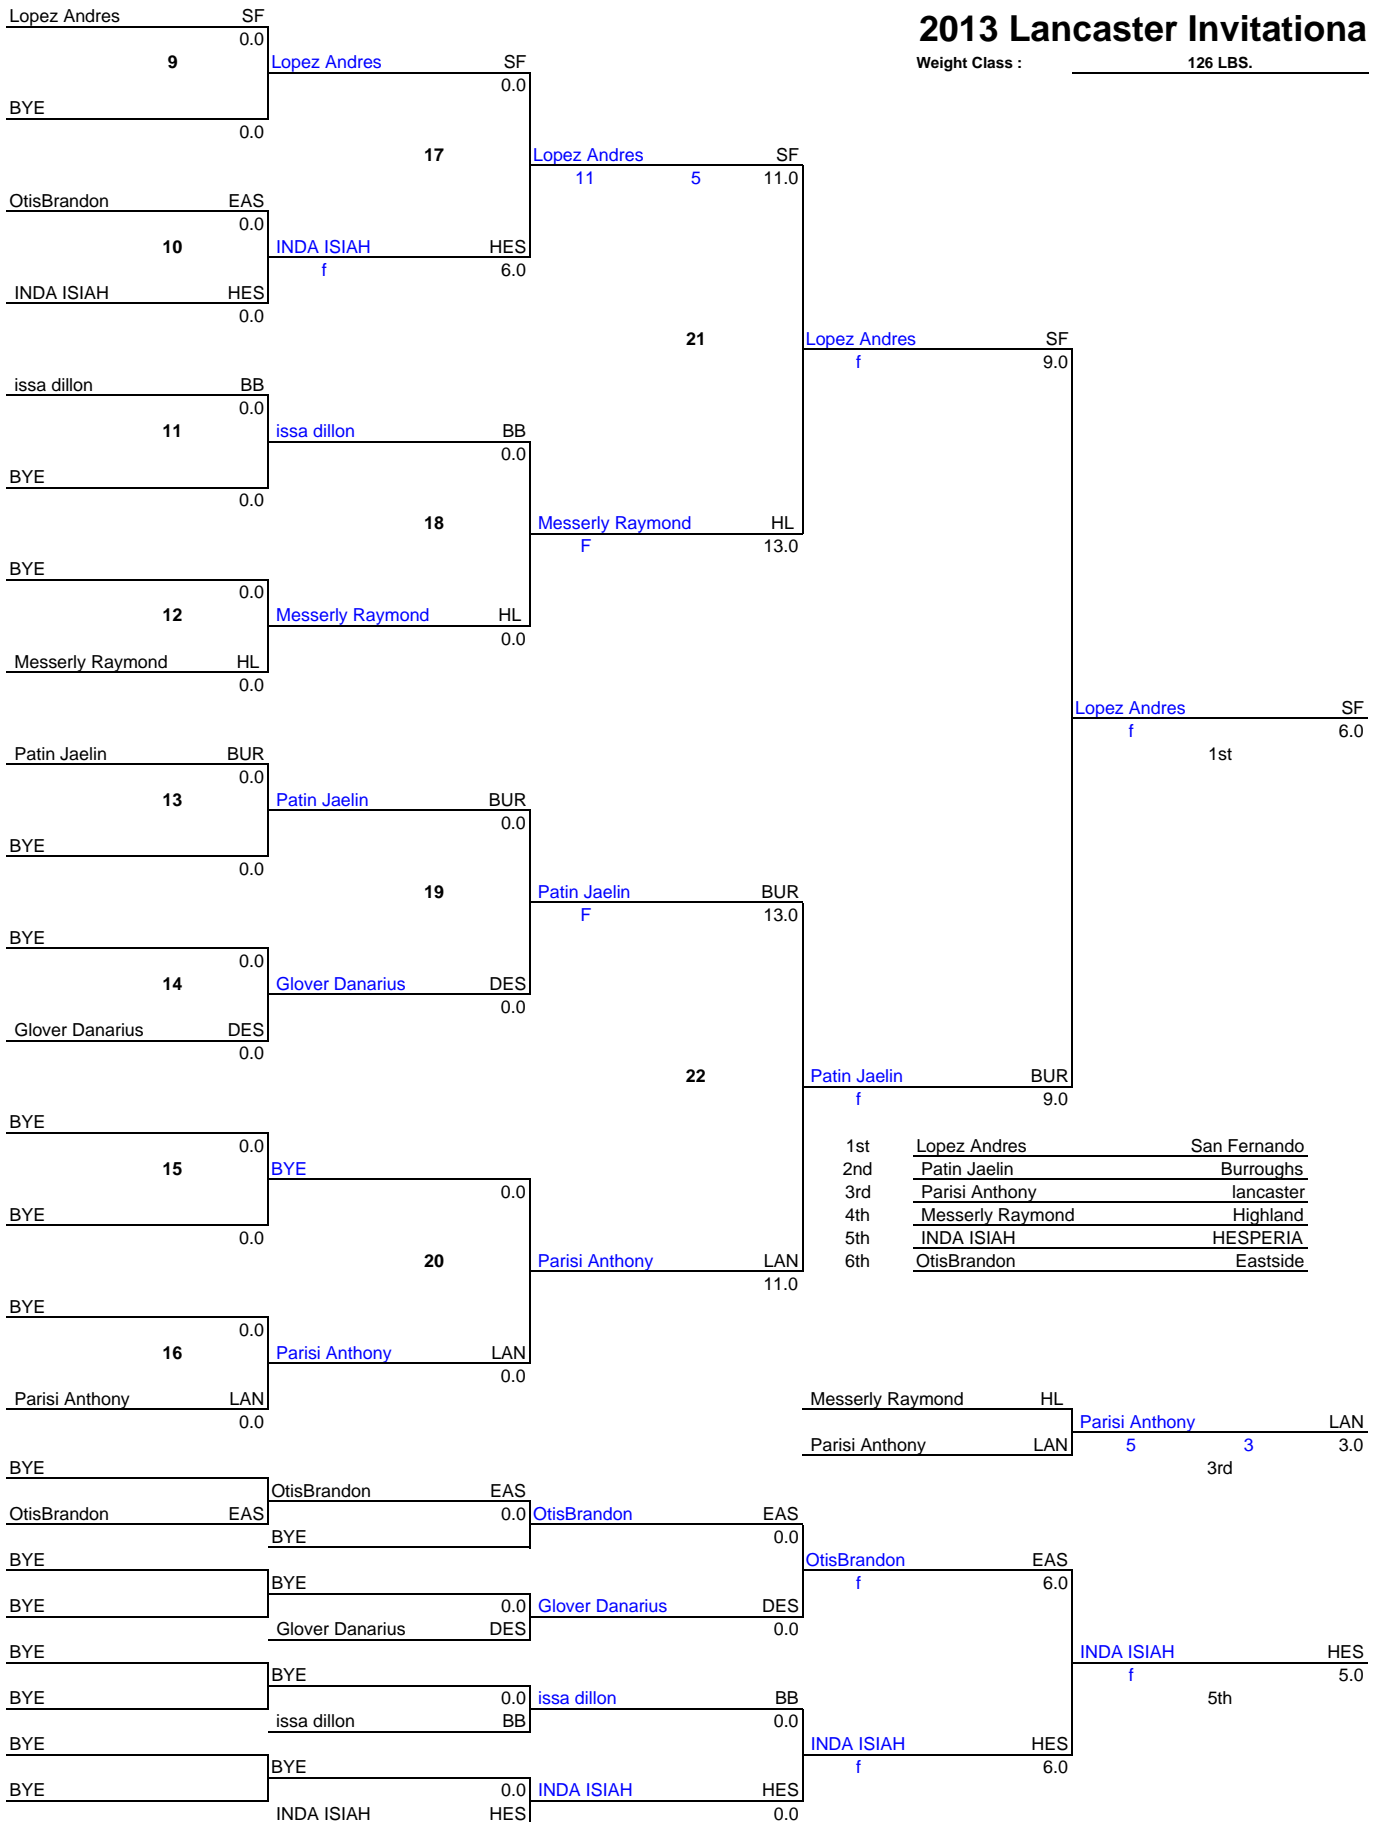 Lopez Andres SF
2013 Lancaster Invitationa
0.0
9 Lopez Andres SF
Weight Class : 126 LBS.
0.0
BYE
0.0
17 Lopez Andres SF
11 5 11.0
OtisBrandon EAS
0.0
10 INDA ISIAH HES
f 6.0
INDA ISIAH HES
0.0
21 Lopez Andres SF
f 9.0
issa dillon BB
0.0
11 issa dillon BB
0.0
BYE
0.0
18 Messerly Raymond HL
F 13.0
BYE
0.0
12 Messerly Raymond HL
0.0
Messerly Raymond HL
0.0
Lopez Andres SF
f 6.0
1st
Patin Jaelin BUR
0.0
13 Patin Jaelin BUR
0.0
BYE
0.0
19 Patin Jaelin BUR
F 13.0
BYE
0.0
14 Glover Danarius DES
0.0
Glover Danarius DES
0.0
22 Patin Jaelin BUR
f 9.0
BYE
0.0
1st Lopez Andres San Fernando
15 BYE
2nd Patin Jaelin Burroughs
0.0
3rd Parisi Anthony lancaster
BYE
4th Messerly Raymond Highland
0.0
5th INDA ISIAH HESPERIA
20 Parisi Anthony LAN
6th OtisBrandon Eastside
11.0
BYE
0.0
16 Parisi Anthony LAN
0.0
Parisi Anthony LAN
0.0
Messerly Raymond HL
Parisi Anthony LAN
5 3 3.0
Parisi Anthony LAN
3rd
BYE
OtisBrandon EAS
OtisBrandon EAS
0.0 OtisBrandon EAS
BYE
0.0
BYE
OtisBrandon EAS
f 6.0
BYE
BYE
0.0 Glover Danarius DES
Glover Danarius DES
0.0
BYE
INDA ISIAH HES
f 5.0
5th
BYE
BYE
0.0 issa dillon BB
issa dillon BB
0.0
BYE
INDA ISIAH HES
f 6.0
BYE
BYE
0.0 INDA ISIAH HES
INDA ISIAH HES
0.0